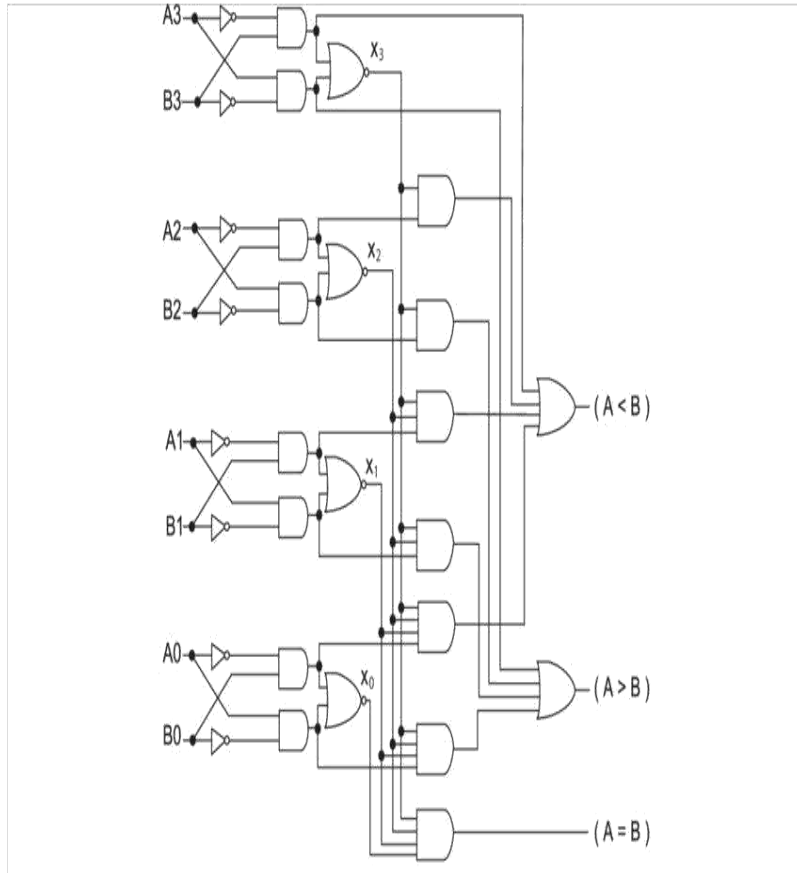 A3
X₃
B3
A2
X₂
B2
(A < B)
A1
X₁
B1
A0
X₀
(A > B)
B0
(A = B)